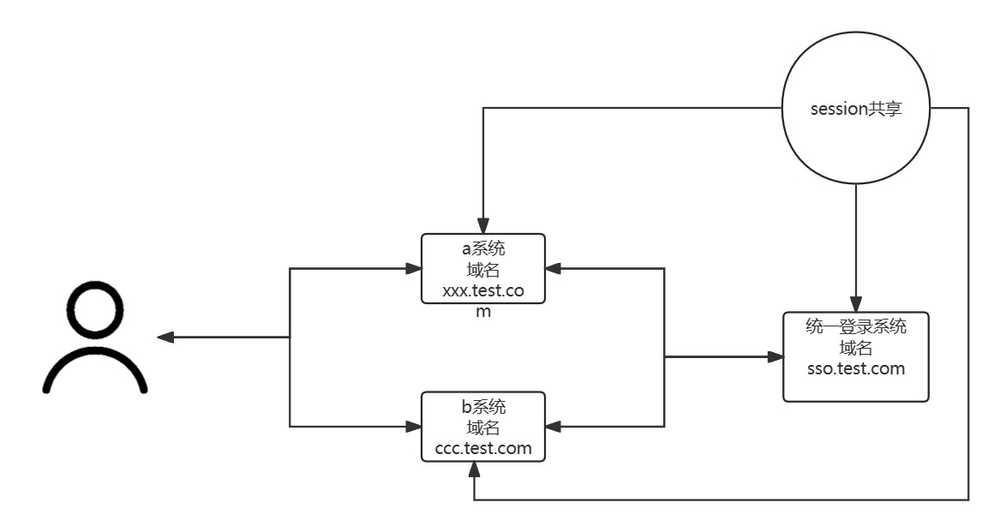 session共享
a系统
域名
xxx.test.co
m
统一登录系统
域名
sso.test.com
b系统
域名
ccc.test.com